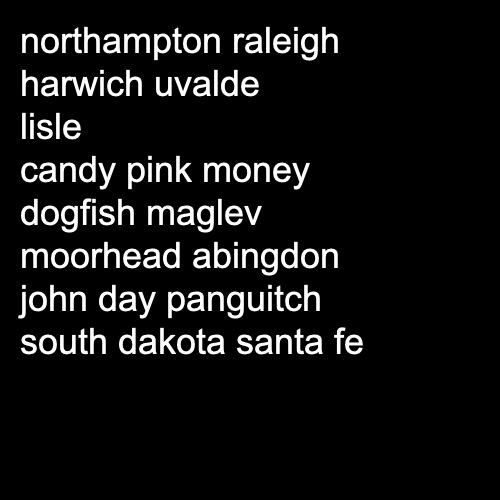 northampton raleigh
harwich uvalde
lisle
candy pink money
dogfish maglev
moorhead abingdon
john day panguitch
south dakota santa fe